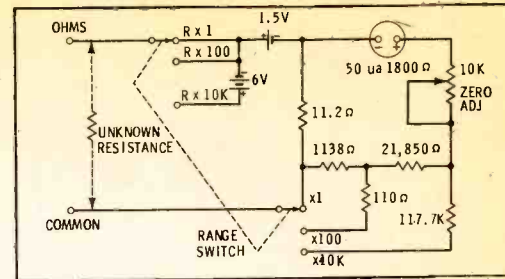 1.5V
OHMS
R x 1
R x 100
6V
R x 10K
- +
50 ua 1800 Ω
10K
ZERO
ADJ
11.2 Ω
UNKNOWN
RESISTANCE
1138 Ω
21,850 Ω
x1
110 Ω
COMMON
RANGE
SWITCH
x100
117.7K
x10K